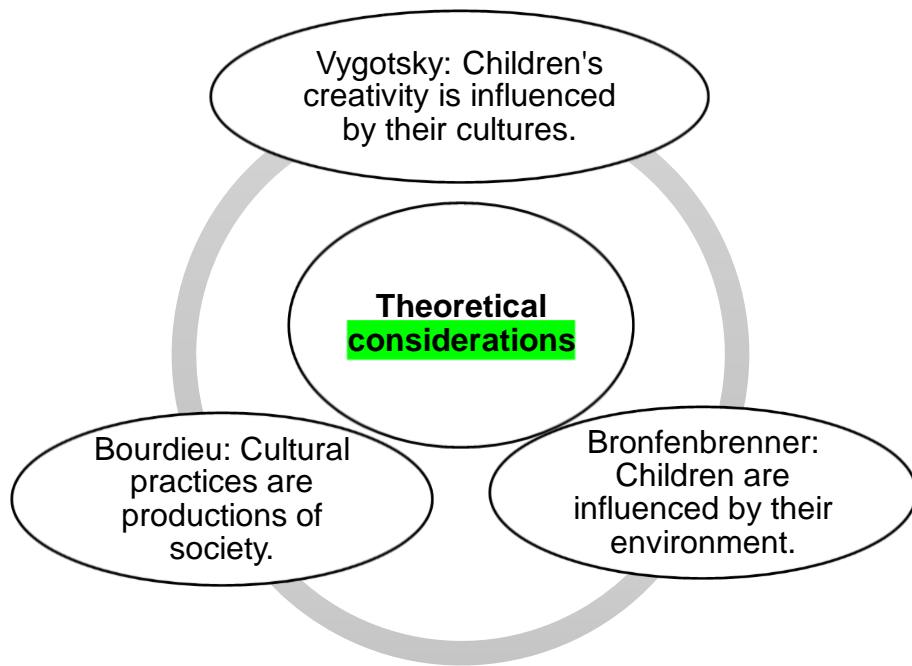 Vygotsky: Children's
creativity is influenced
by their cultures.
Theoretical
considerations
Bourdieu: Cultural
practices are
productions of
society.
Bronfenbrenner:
Children are
influenced by their
environment.